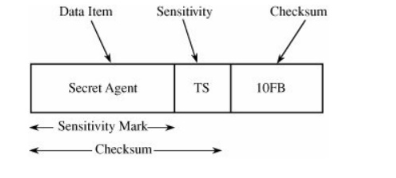 Data Item Sensitivity Checksum
Secret Agent TS 10FB
Sensitivity Mark
Checksum